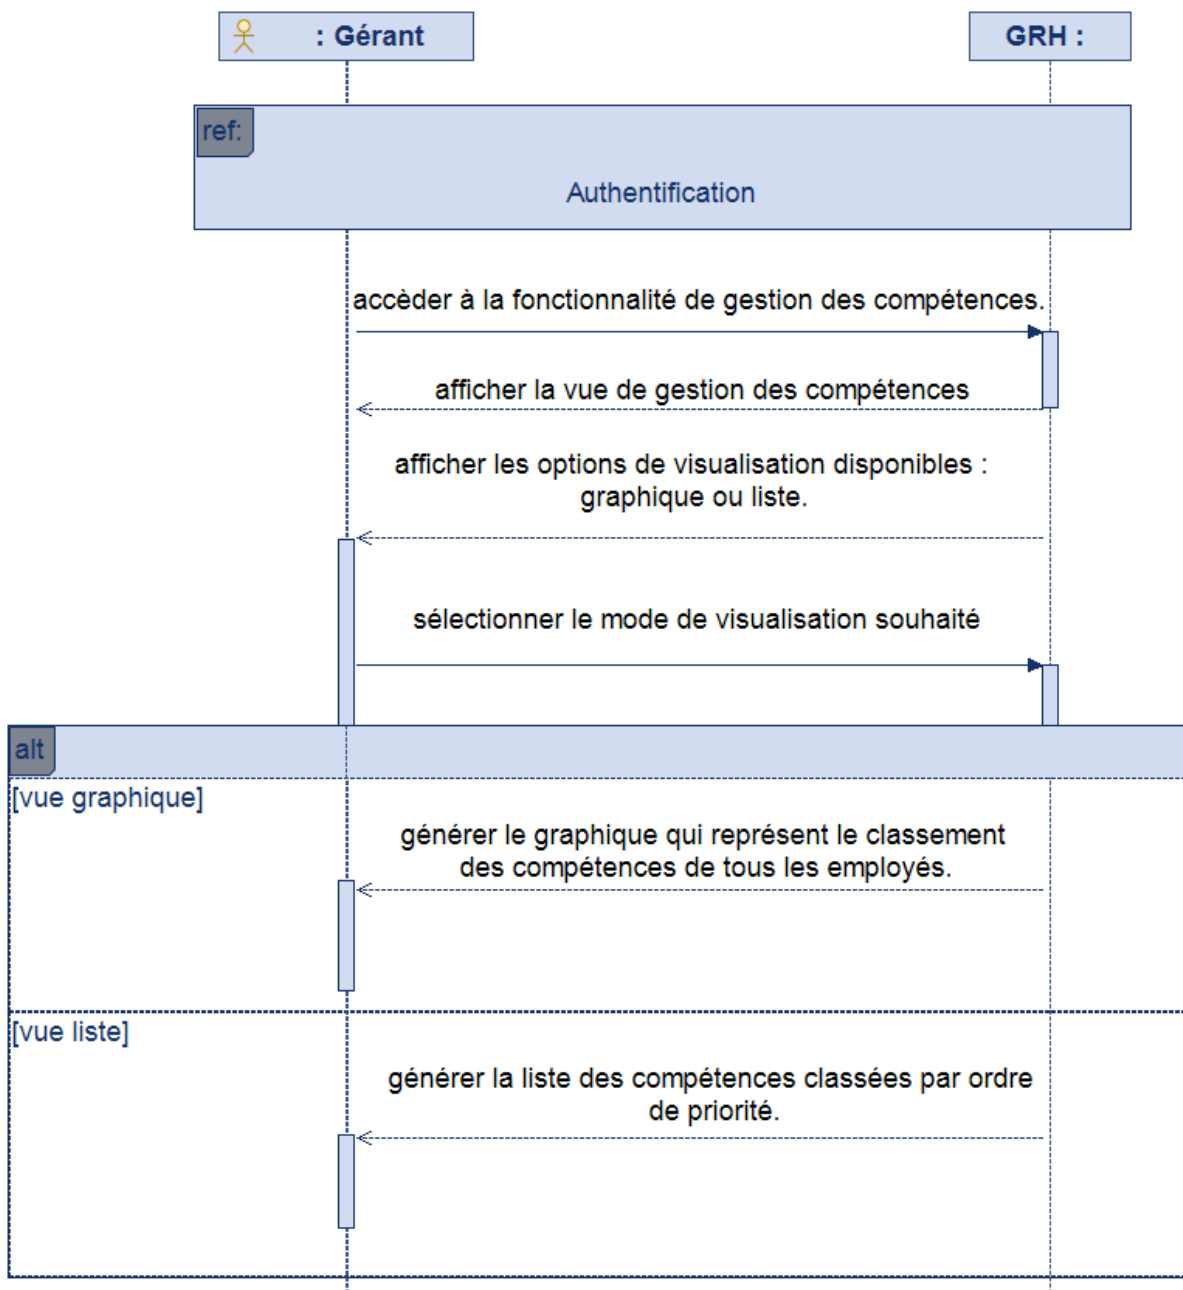 : Gérant
GRH :
ref:
Authentification
accèder à la fonctionnalité de gestion des compétences.
afficher la vue de gestion des compétences
afficher les options de visualisation disponibles :
graphique ou liste.
sélectionner le mode de visualisation souhaité
alt
[vue graphique]
générer le graphique qui représent le classement
des compétences de tous les employés.
[vue liste]
générer la liste des compétences classées par ordre
de priorité.